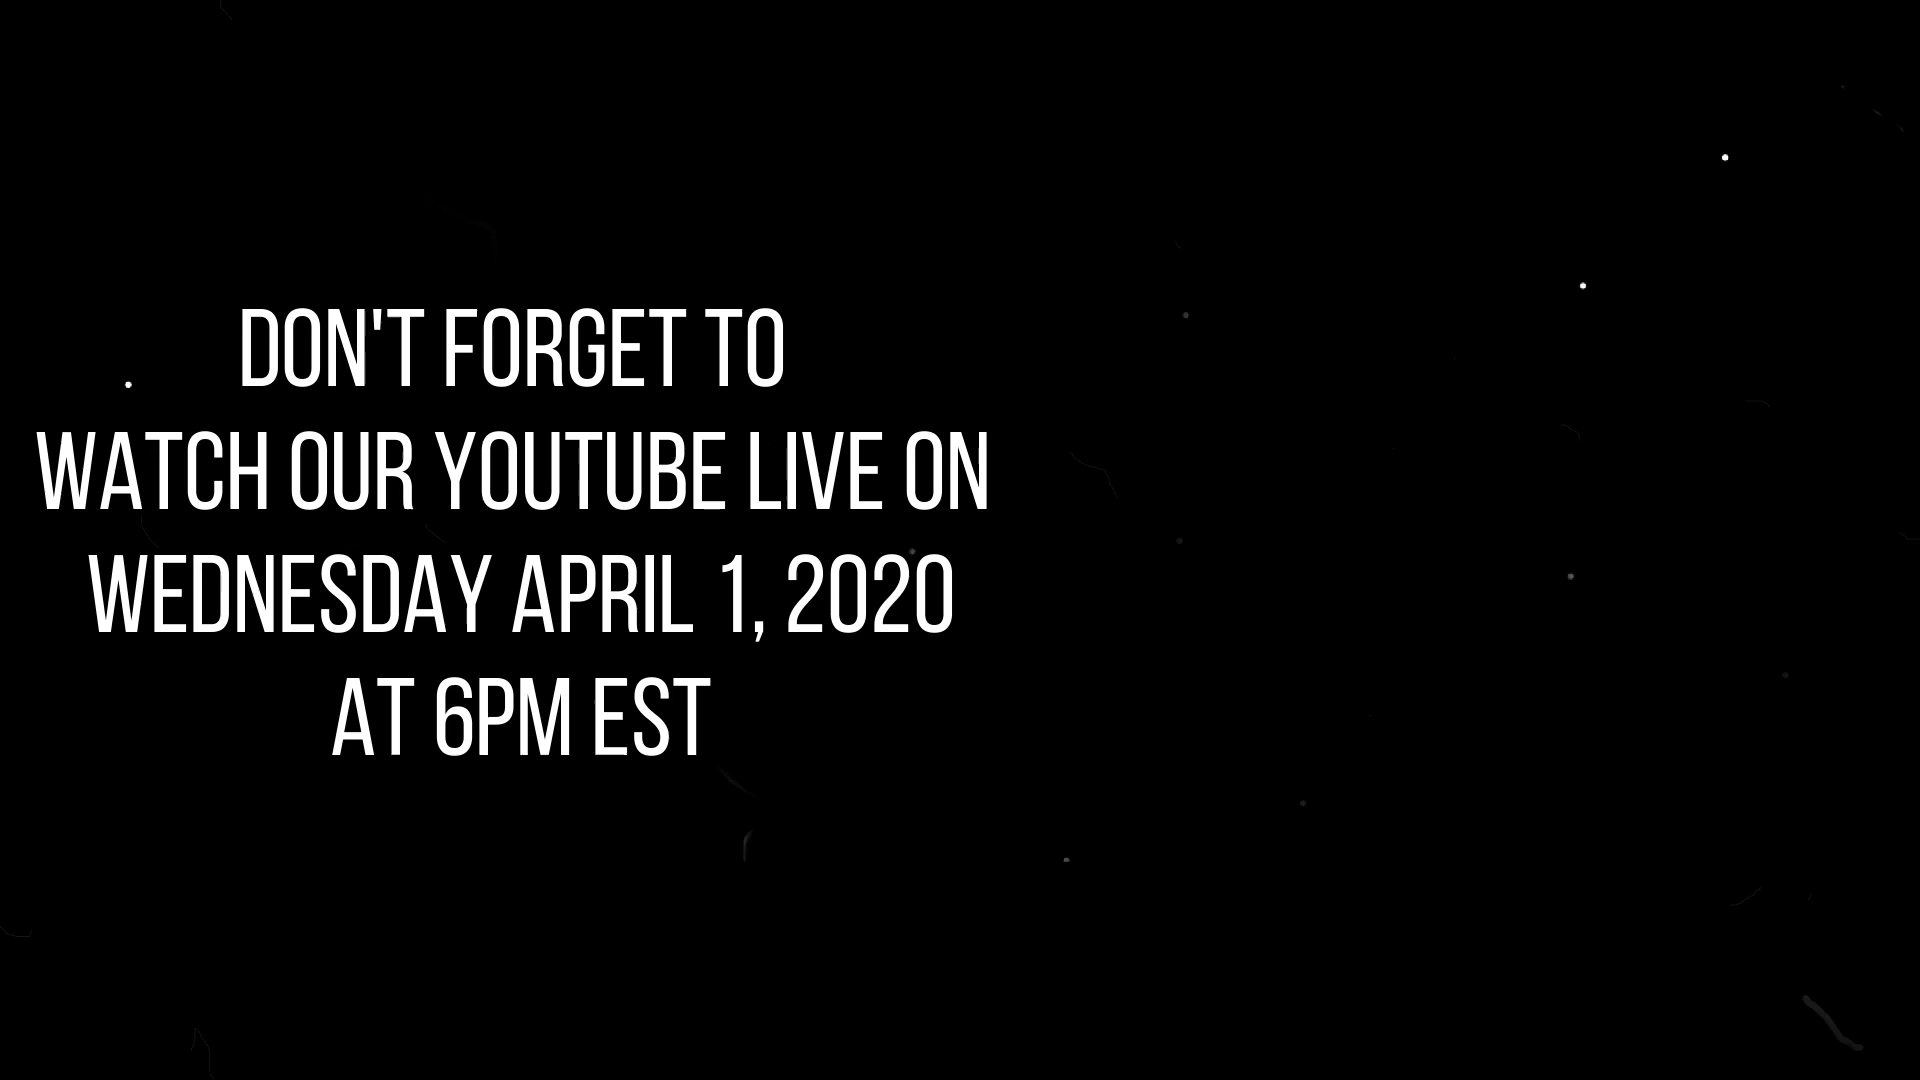 DON'T FORGET TO
WATCH OUR YOUTUBE LIVE ON
WEDNESDAY APRIL 1, 2020
AT 6PM EST